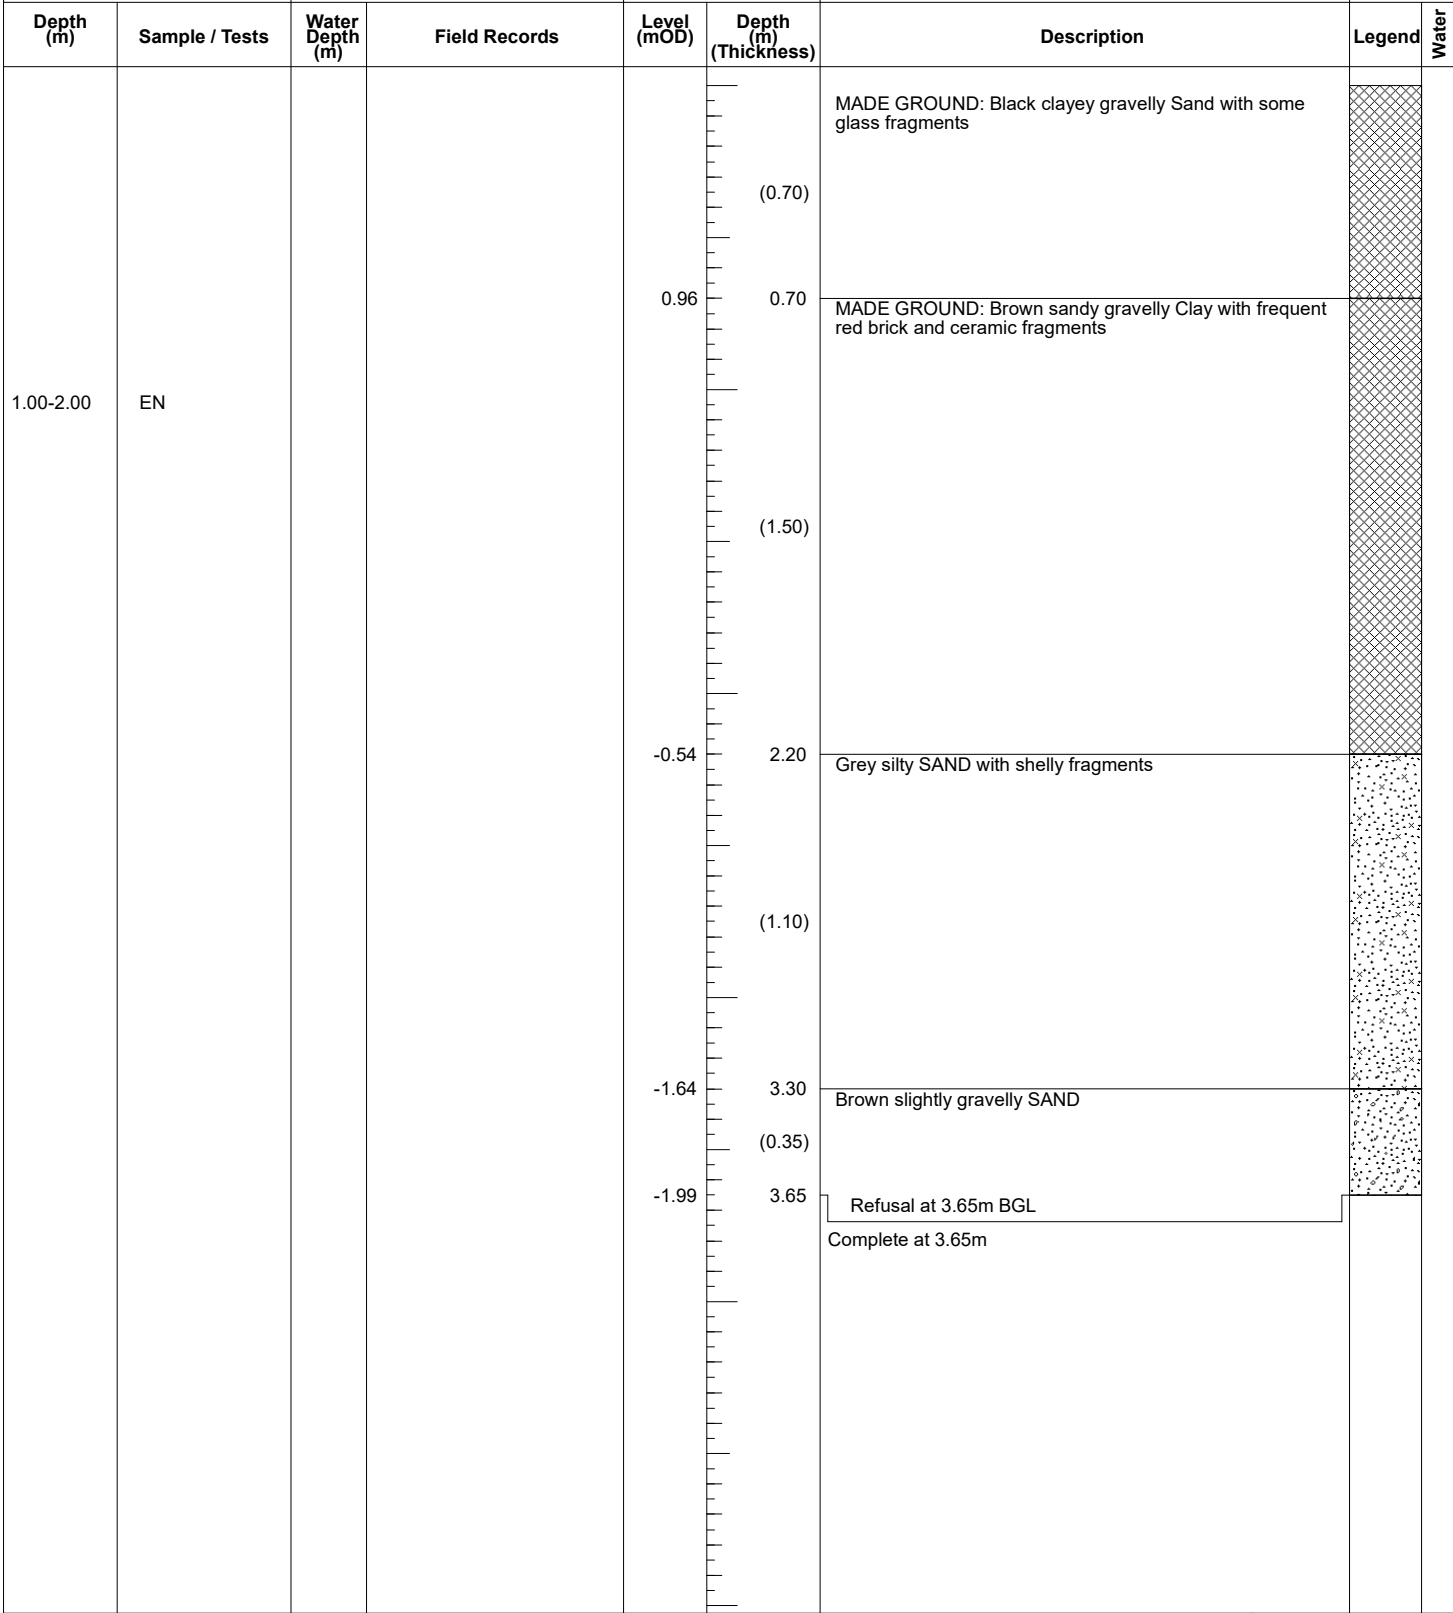 Depth
(m)
Sample / Tests
Water
Depth
(m)
Field Records
Level
(mOD)
Depth
(m)
(Thickness)
Description
Legend
Water
MADE GROUND: Black clayey gravelly Sand with some
glass fragments
(0.70)
0.96
0.70
MADE GROUND: Brown sandy gravelly Clay with frequent
red brick and ceramic fragments
1.00-2.00
EN
(1.50)
-0.54
2.20
Grey silty SAND with shelly fragments
(1.10)
-1.64
3.30
Brown slightly gravelly SAND
(0.35)
-1.99
3.65
Refusal at 3.65m BGL
Complete at 3.65m